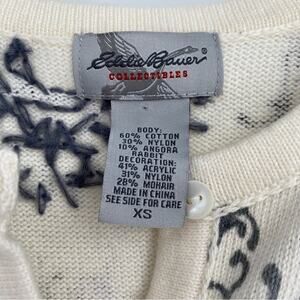 Eddie Bauer®
COLLECTIBLES
BODY:
60% COTTON
30% NYLON
10% ANGORA
RABBIT
DECORATION:
41% ACRYLIC
31% NYLON
28% MOHAIR
MADE IN CHINA
SEE SIDE FOR CARE
XS